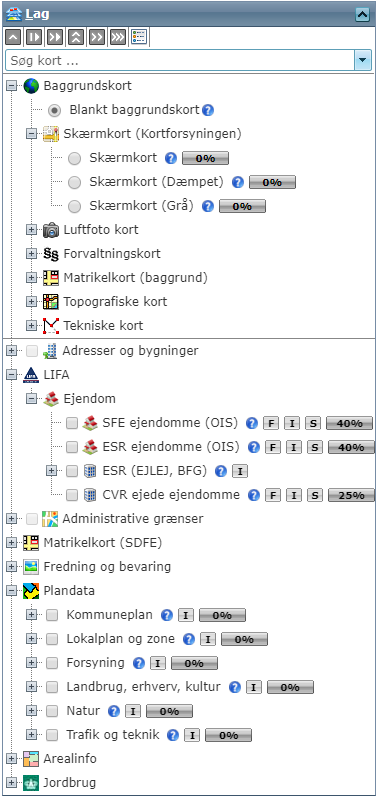 Lag
Søg kort ...
Baggrundskort
Blankt baggrundskort ?
Skærmkort (Kortforsyningen)
Skærmkort ? 0%
Skærmkort (Dæmpet) ? 0%
Skærmkort (Grå) ? 0%
Luftfoto kort
§§ Forvaltningskort
Matrikelkort (baggrund)
Topografiske kort
Tekniske kort
Adresser og bygninger
LIFA LIFA
Ejendom
SFE ejendomme (OIS) ? F I S 40%
ESR ejendomme (OIS) ? F I S 40%
ESR (EJLEJ, BFG) ? I
CVR ejede ejendomme ? F I S 25%
Administrative grænser
Matrikelkort (SDFE)
Fredning og bevaring
Plandata
Kommuneplan ? I 0%
Lokalplan og zone ? I 0%
Forsyning ? I 0%
Landbrug, erhverv, kultur ? I 0%
Natur ? I 0%
Trafik og teknik ? I 0%
Arealinfo
Jordbrug